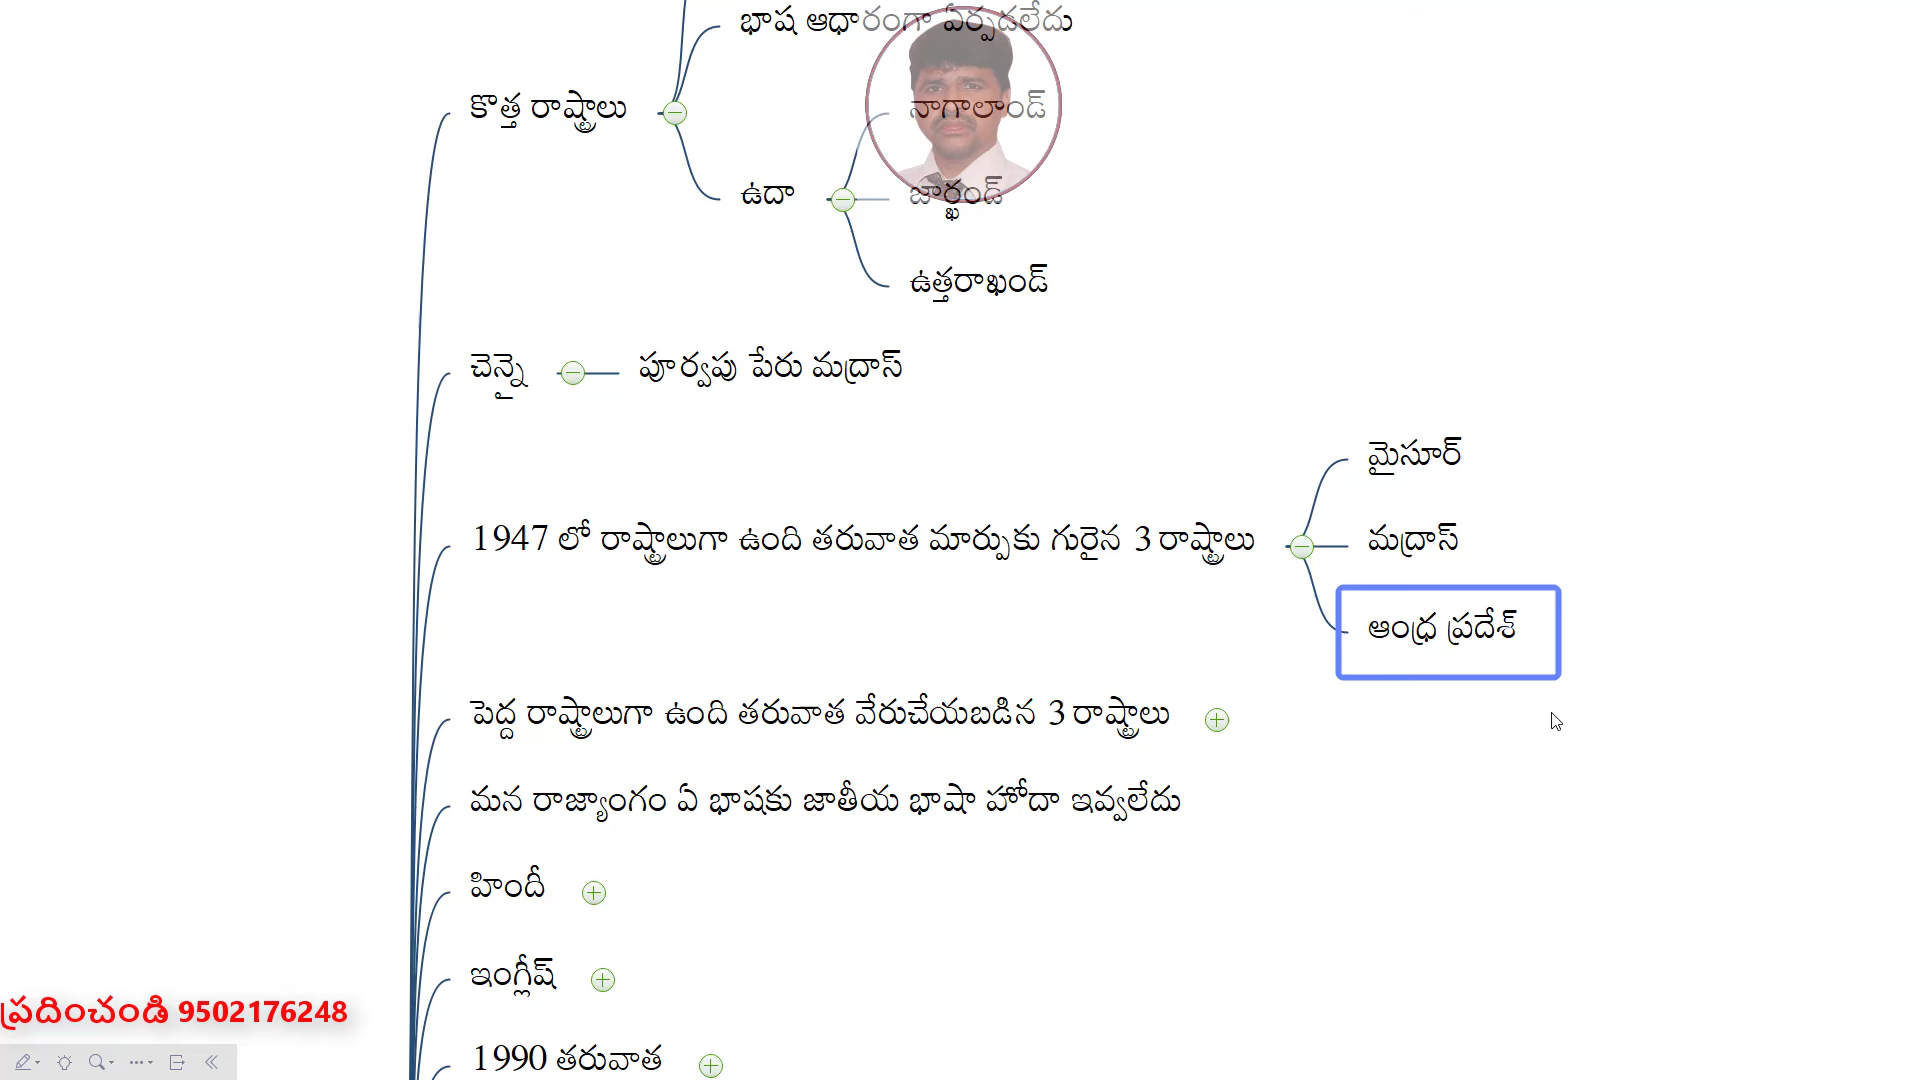 భాష ఆధారంగా ఏర్పడలేదు
కొత్త రాష్ట్రాలు
నాగాలాండ్
ఉదా
జార్ఖండ్
ఉత్తరాఖండ్
చెన్నై
పూర్వపు పేరు మద్రాస్
మైసూర్
1947 లో రాష్ట్రాలుగా ఉంది తరువాత మార్పుకు గురైన 3 రాష్ట్రాలు
మద్రాస్
ఆంధ్ర ప్రదేశ్
పెద్ద రాష్ట్రాలుగా ఉంది తరువాత వేరుచేయబడిన 3 రాష్ట్రాలు
మన రాజ్యాంగం ఏ భాషకు జాతీయ భాషా హోదా ఇవ్వలేదు
హిందీ
ఇంగ్లీష్
ప్రదించండి 9502176248
1990 తరువాత